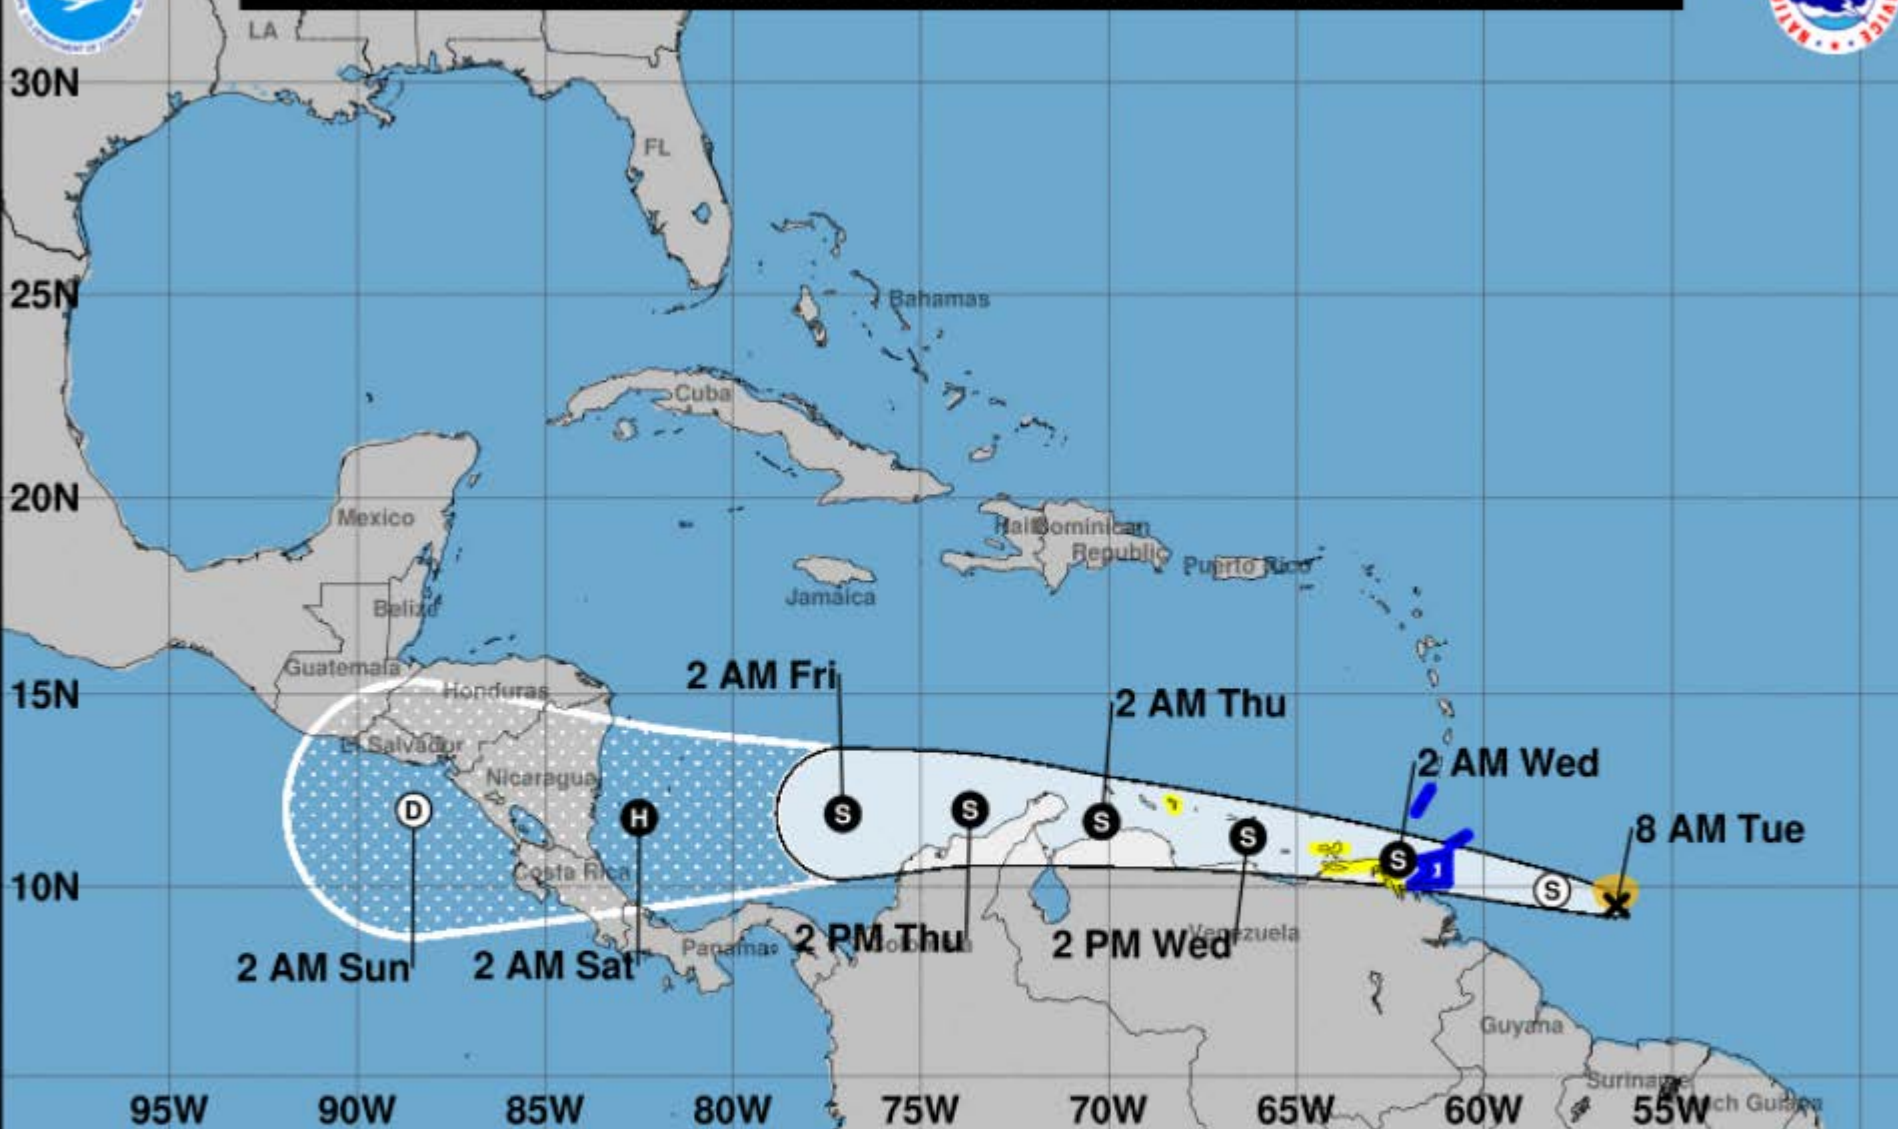 LA
30N
FL
25N
Bahamas
Cuba
20N
Mexico
Dominican
Republic
Puerto Rico
Jamaica
Belize
Guatemala
15N
Honduras
2 AM Fri
2 AM Thu
El Salvador
2 AM Wed
Nicaragua
D
H
S
S
S
S
S
S
8 AM Tue
10N
Costa Rica
2 AM Sun
2 AM Sat
Panama
2 PM Thu
2 PM Wed
Venezuela
Guyana
Suriname
95W
90W
85W
80W
75W
70W
65W
60W
55W